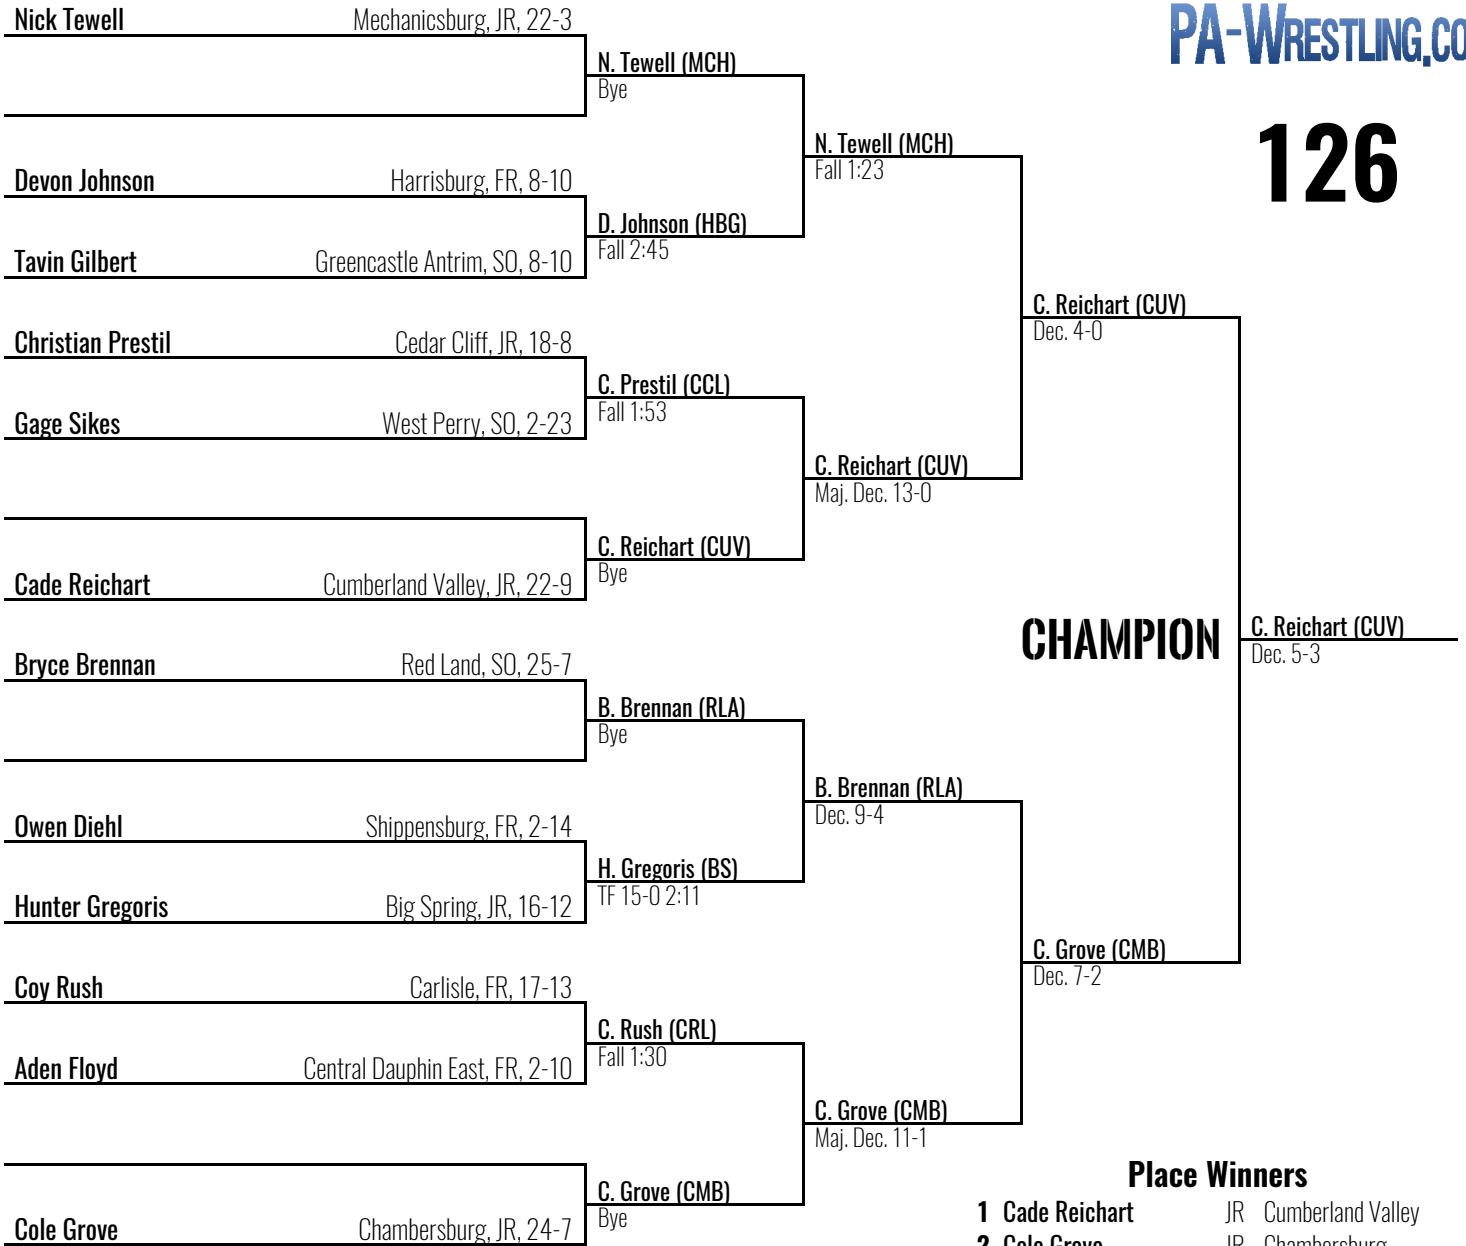 Nick Tewell Mechanicsburg, JR, 22-3
PA-WRESTLING.CO
N. Tewell (MCH)
Bye
126
N. Tewell (MCH)
Fall 1:23
Devon Johnson Harrisburg, FR, 8-10
D. Johnson (HBG)
Fall 2:45
Tavin Gilbert Greencastle Antrim, SO, 8-10
C. Reichart (CUV)
Dec. 4-0
Christian Prestil Cedar Cliff, JR, 18-8
C. Prestil (CCL)
Fall 1:53
Gage Sikes West Perry, SO, 2-23
C. Reichart (CUV)
Maj. Dec. 13-0
C. Reichart (CUV)
Bye
Cade Reichart Cumberland Valley, JR, 22-9
CHAMPION
C. Reichart (CUV)
Dec. 5-3
Bryce Brennan Red Land, SO, 25-7
B. Brennan (RLA)
Bye
B. Brennan (RLA)
Dec. 9-4
Owen Diehl Shippensburg, FR, 2-14
H. Gregoris (BS)
TF 15-0 2:11
Hunter Gregoris Big Spring, JR, 16-12
C. Grove (CMB)
Dec. 7-2
Coy Rush Carlisle, FR, 17-13
C. Rush (CRL)
Fall 1:30
Aden Floyd Central Dauphin East, FR, 2-10
C. Grove (CMB)
Maj. Dec. 11-1
C. Grove (CMB)
Bye
Cole Grove Chambersburg, JR, 24-7
Place Winners
1 Cade Reichart JR Cumberland Valley
2 Cole Grove JR Chambersburg